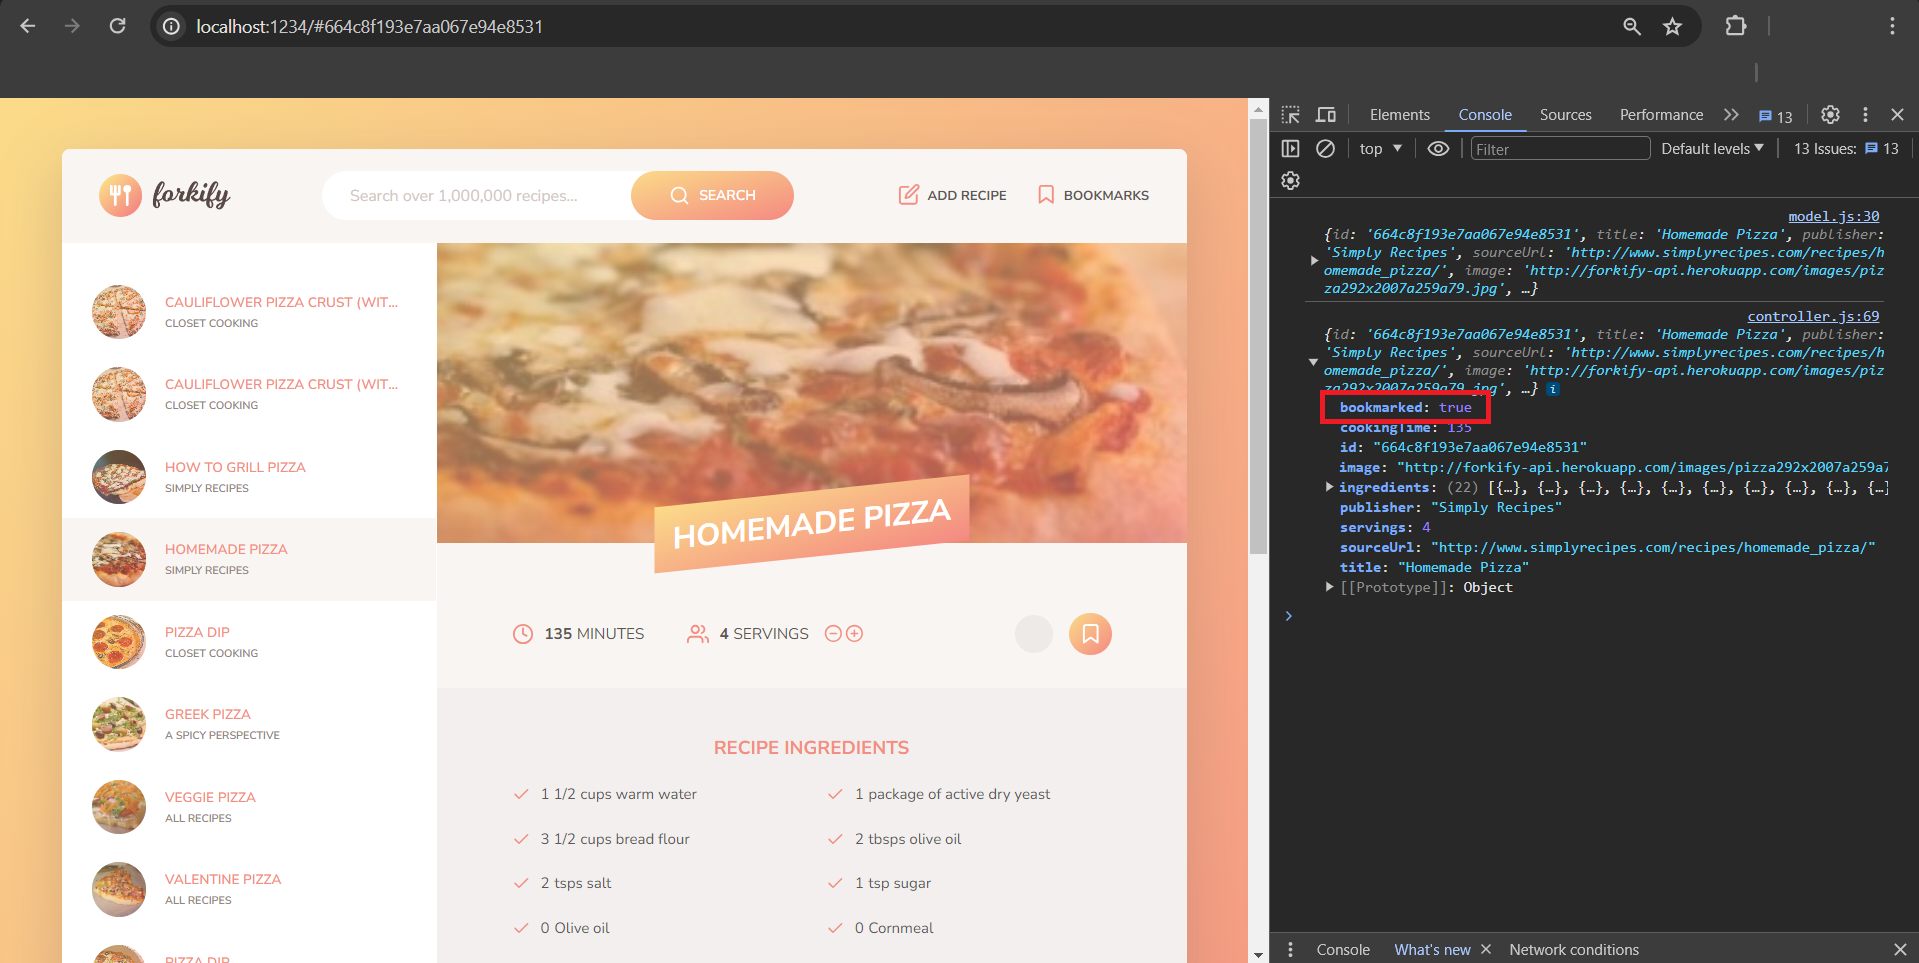 localhost:1234/#664c8f193e7aa067e94e8531
forkify
Search over 1,000,000 recipes...
SEARCH
ADD RECIPE
BOOKMARKS
CAULIFLOWER PIZZA CRUST (WIT...
CLOSET COOKING
CAULIFLOWER PIZZA CRUST (WIT...
CLOSET COOKING
HOW TO GRILL PIZZA
SIMPLY RECIPES
HOMEMADE PIZZA
SIMPLY RECIPES
PIZZA DIP
CLOSET COOKING
GREEK PIZZA
A SPICY PERSPECTIVE
VEGGIE PIZZA
ALL RECIPES
VALENTINE PIZZA
ALL RECIPES
PIZZA DIP
HOMEMADE PIZZA
135 MINUTES
4 SERVINGS
RECIPE INGREDIENTS
1 1/2 cups warm water
1 package of active dry yeast
3 1/2 cups bread flour
2 tbsps olive oil
2 tsps salt
1 tsp sugar
0 Olive oil
0 Cornmeal
Elements Console Sources Performance 13
top Filter Default levels 13 Issues: 13
model.js:30
{id: '664c8f193e7aa067e94e8531', title: 'Homemade Pizza', publisher:
'Simply Recipes', sourceUrl: 'http://www.simplyrecipes.com/recipes/h
omemade_pizza/', image: 'http://forkify-api.herokuapp.com/images/piz
za292x2007a259a79.jpg', …}
controller.js:69
{id: '664c8f193e7aa067e94e8531', title: 'Homemade Pizza', publisher:
'Simply Recipes', sourceUrl: 'http://www.simplyrecipes.com/recipes/h
omemade_pizza/', image: 'http://forkify-api.herokuapp.com/images/piz
za292x2007a259a79.jpg', …} i
bookmarked: true
cookingTime: 135
id: "664c8f193e7aa067e94e8531"
image: "http://forkify-api.herokuapp.com/images/pizza292x2007a259a7
ingredients: (22) [{…}, {…}, {…}, {…}, {…}, {…}, {…}, {…}, {…}, {…]
publisher: "Simply Recipes"
servings: 4
sourceUrl: "http://www.simplyrecipes.com/recipes/homemade_pizza/"
title: "Homemade Pizza"
[[Prototype]]: Object
Console What's new Network conditions